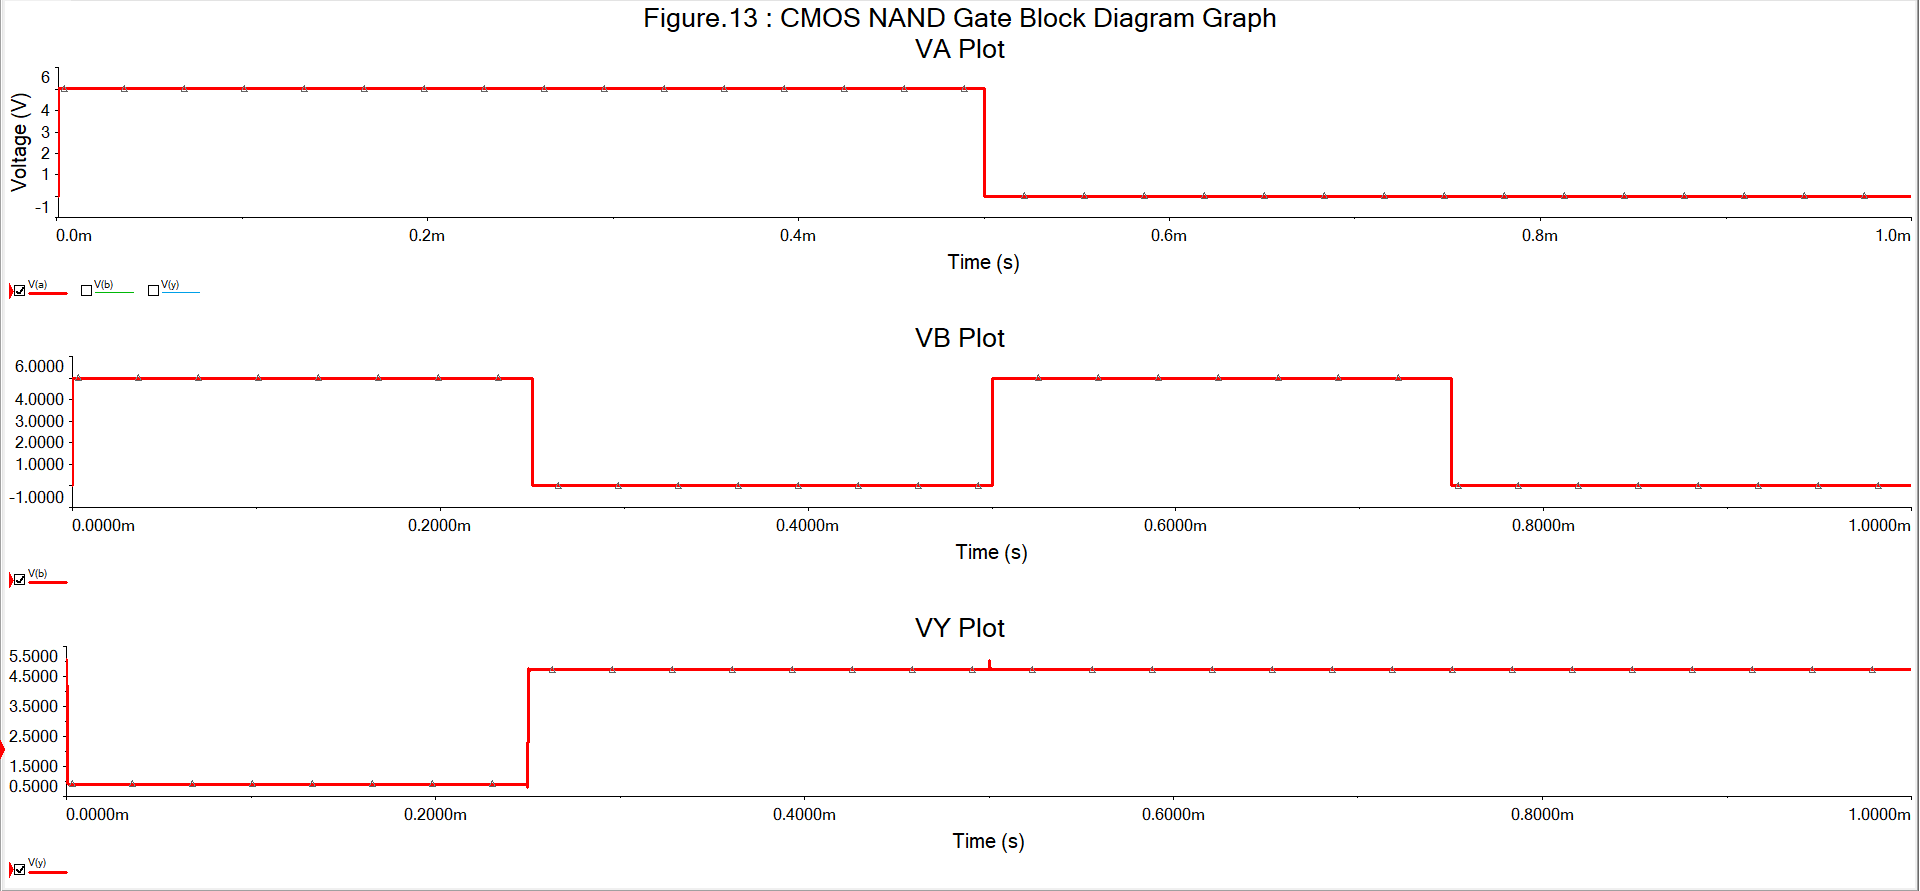 Figure.13 : CMOS NAND Gate Block Diagram Graph
VA Plot
Voltage (V)
6
4
3
2
1
-1
0.0m 0.2m 0.4m 0.6m 0.8m 1.0m
Time (s)
V(a) V(b) V(y)
VB Plot
6.0000
4.0000
3.0000
2.0000
1.0000
-1.0000
0.0000m 0.2000m 0.4000m 0.6000m 0.8000m 1.0000m
Time (s)
V(b)
VY Plot
5.5000
4.5000
3.5000
2.5000
1.5000
0.5000
0.0000m 0.2000m 0.4000m 0.6000m 0.8000m 1.0000m
Time (s)
V(y)